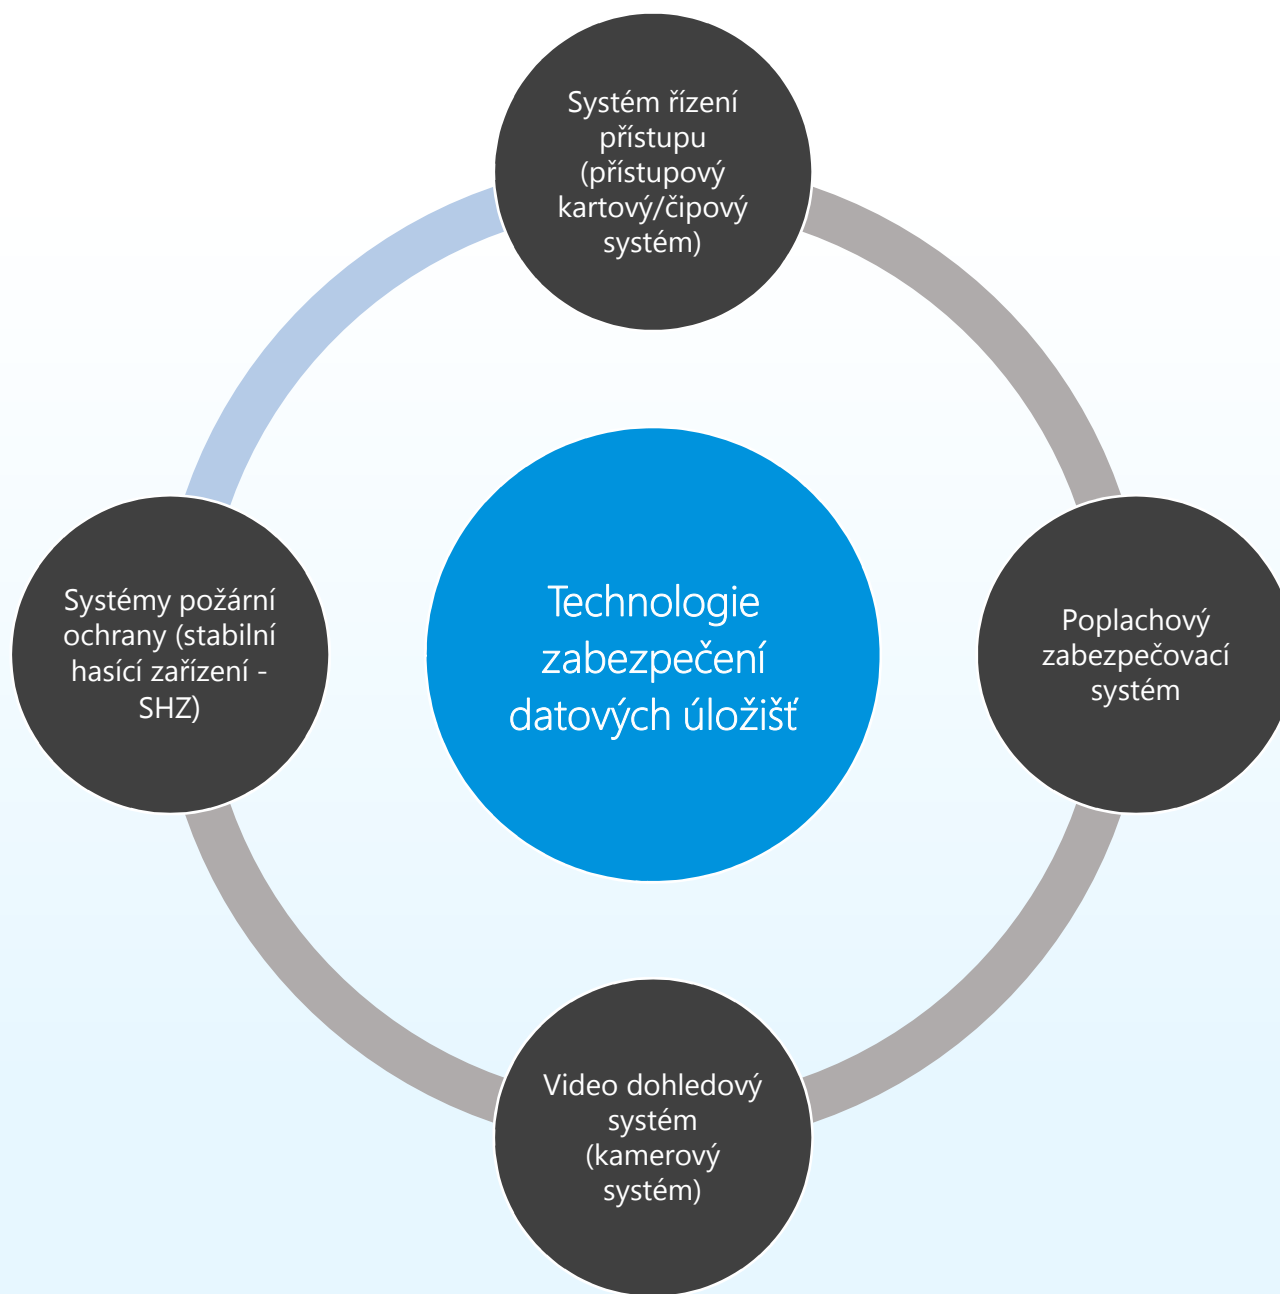 Systém řízení
přístupu
(přístupový
kartový/čipový
systém)
Technologie
zabezpečení
datových úložišť
Systémy požární
ochrany (stabilní
hasící zařízení -
SHZ)
Poplachový
zabezpečovací
systém
Video dohledový
systém
(kamerový
systém)